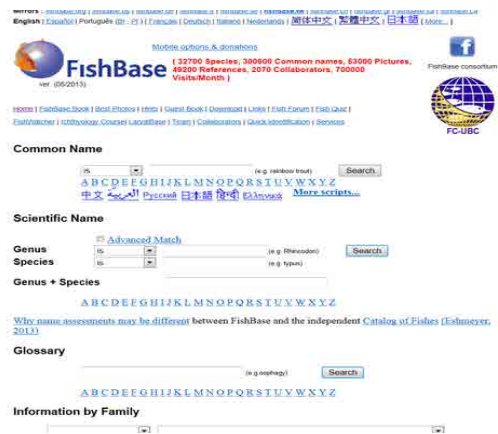 English | Español | Português (Br, Pt) | Français | Deutsch | Italiano | Nederlands | 简体中文 | 繁體中文 | 日本語 | More... |
Mobile options & donations
FishBase
ver. (06/2013)
( 32700 Species, 300600 Common names, 53000 Pictures,
49200 References, 2070 Collaborators, 700000
Visits/Month )
FishBase consortium
FC-UBC
Home | FishBase Book | Best Photos | Hints | Guest Book | Download | Links | Fish Forum | Fish Quiz |
FishWatcher | Ichthyology Course | LarvalBase | Team | Collaborators | Quick Identification | Services
Common Name
is (e.g. rainbow trout) Search
A B C D E F G H I J K L M N O P Q R S T U V W X Y Z
中文 العربية Русский 日本語 हिन्दी Ελληνικά More scripts...
Scientific Name
Advanced Match
Genus is (e.g. Rhincodon) Search
Species is (e.g. typus)
Genus + Species
A B C D E F G H I J K L M N O P Q R S T U V W X Y Z
Why name assessments may be different between FishBase and the independent Catalog of Fishes (Eshmeyer, 2013)
Glossary
(e.g. oophagy) Search
A B C D E F G H I J K L M N O P Q R S T U V W X Y Z
Information by Family